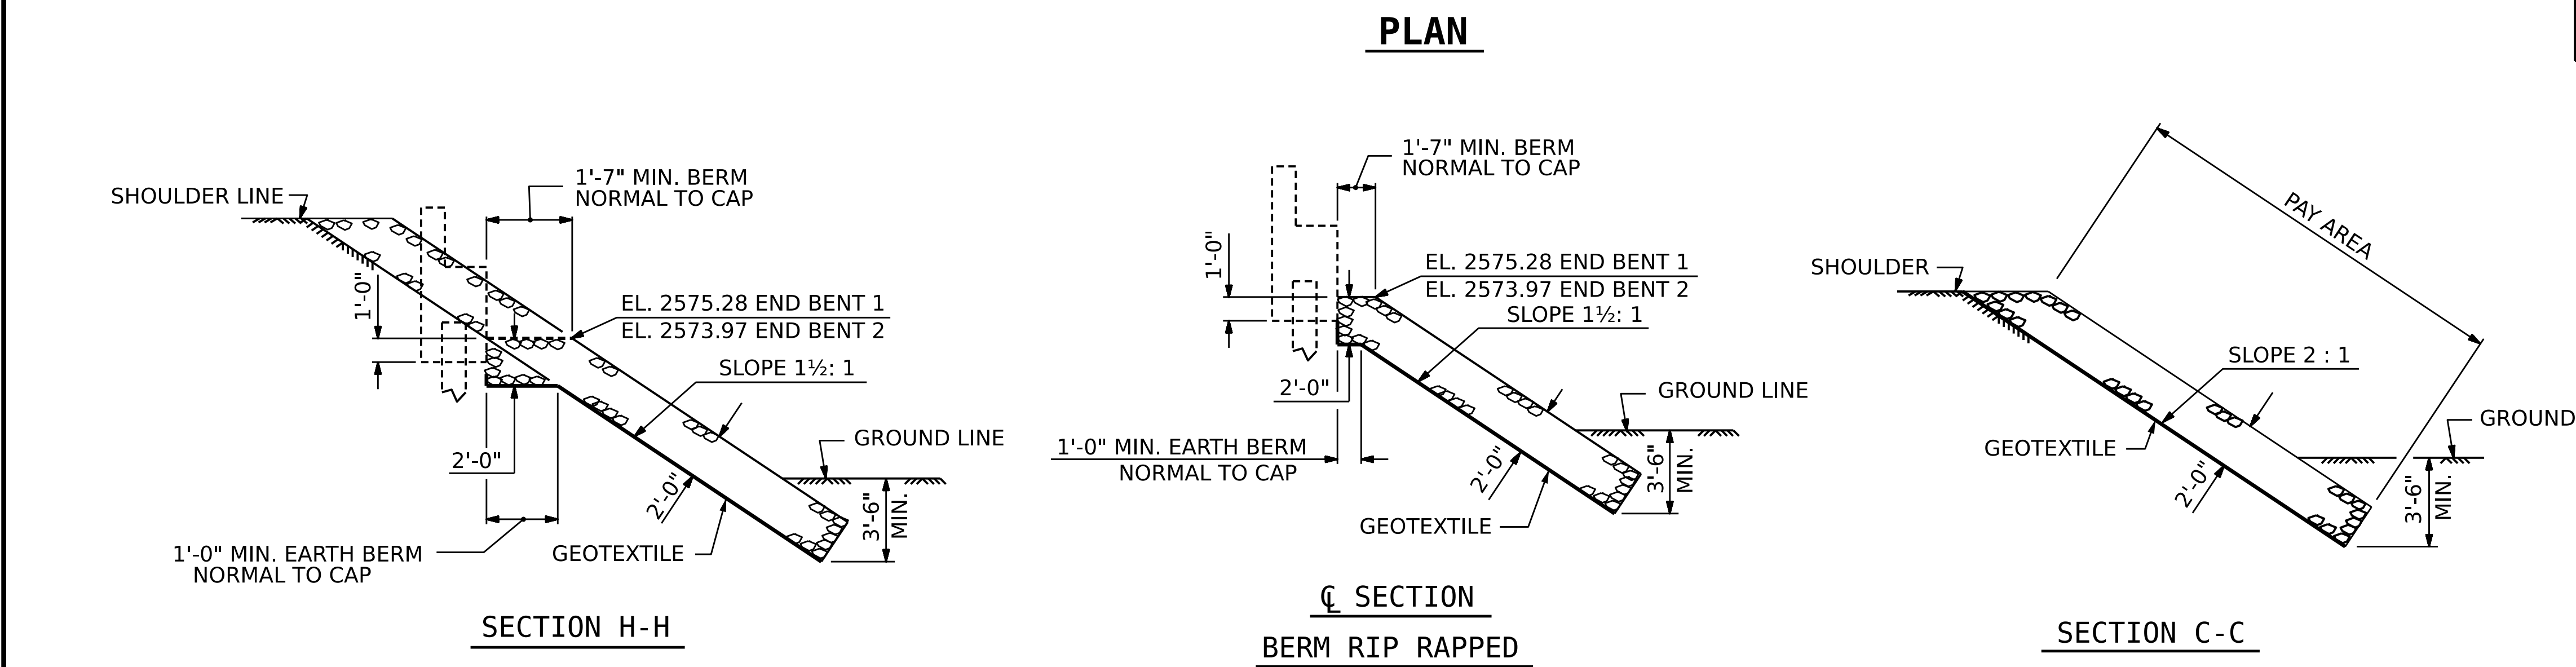 PLAN
SHOULDER LINE
1'-7" MIN. BERM
NORMAL TO CAP
1'-0"
EL. 2575.28 END BENT 1
EL. 2573.97 END BENT 2
SLOPE 1½: 1
GROUND LINE
2'-0"
2'-0"
3'-6"
MIN.
1'-0" MIN. EARTH BERM
NORMAL TO CAP
GEOTEXTILE
SECTION H-H
1'-7" MIN. BERM
NORMAL TO CAP
1'-0"
EL. 2575.28 END BENT 1
EL. 2573.97 END BENT 2
SLOPE 1½: 1
2'-0"
GROUND LINE
1'-0" MIN. EARTH BERM
NORMAL TO CAP
2'-0"
3'-6"
MIN.
GEOTEXTILE
℄ SECTION
BERM RIP RAPPED
PAY AREA
SHOULDER
SLOPE 2 : 1
GROUND
GEOTEXTILE
2'-0"
3'-6"
MIN.
SECTION C-C